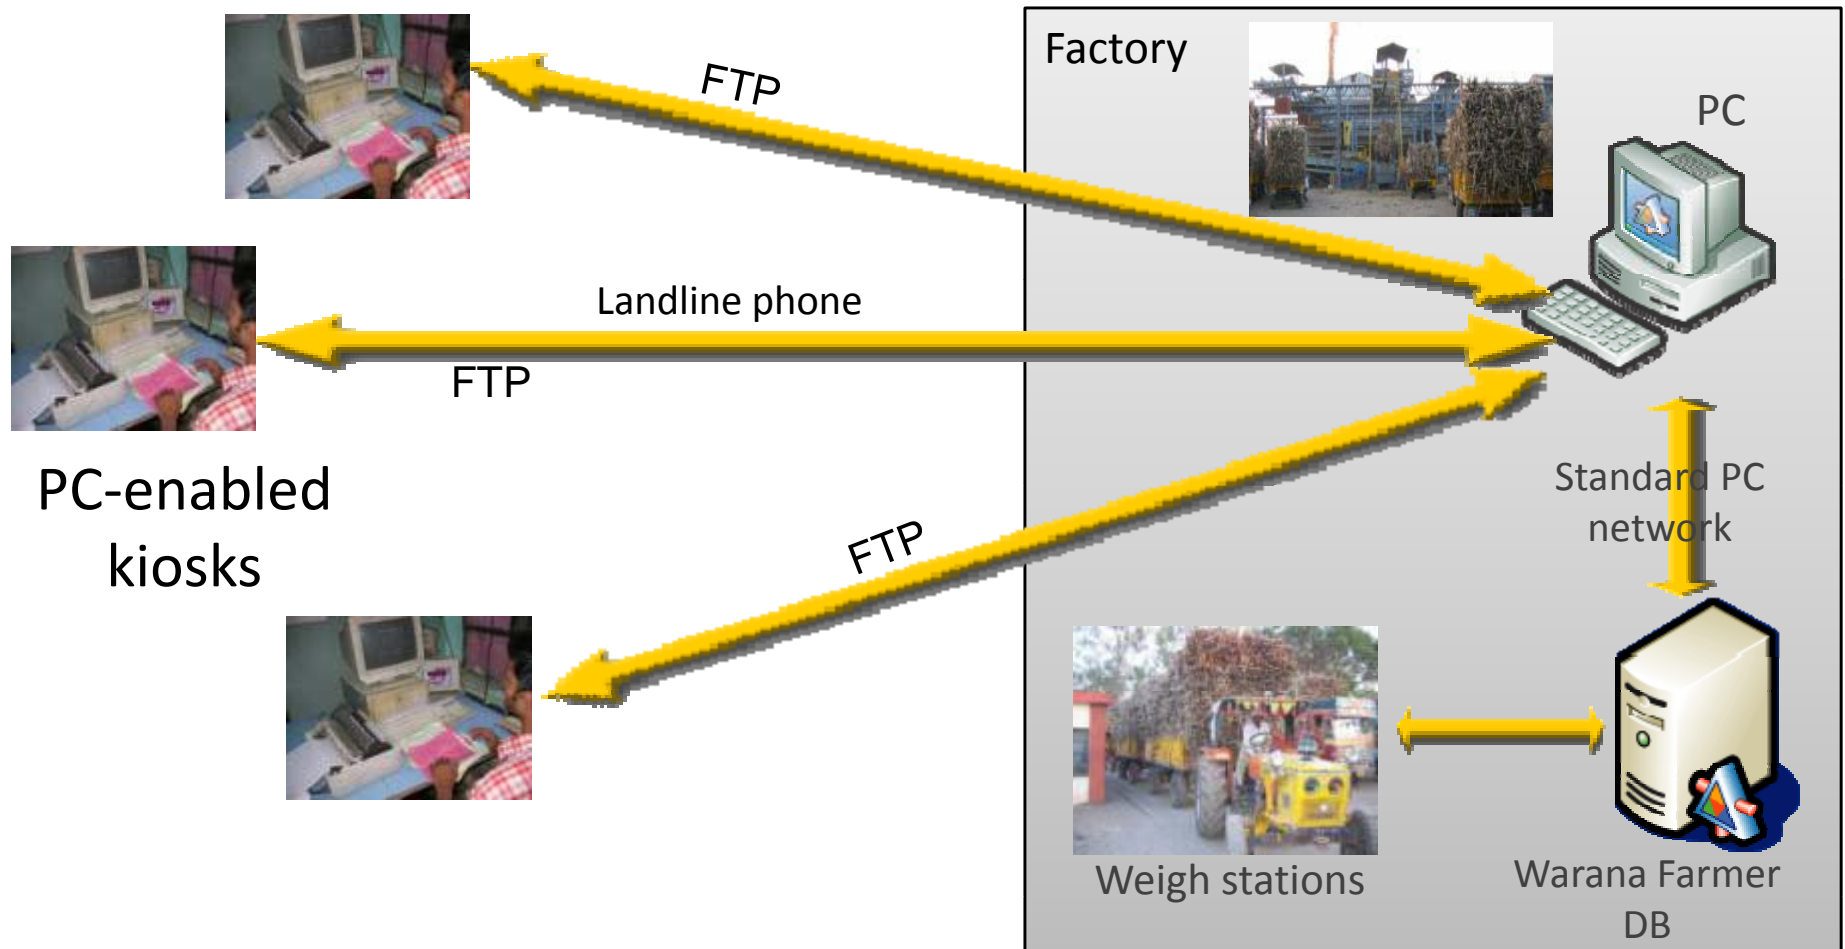 Factory
FTP
PC
Landline phone
FTP
PC-enabled
kiosks
Standard PC
network
FTP
Weigh stations
Warana Farmer
DB